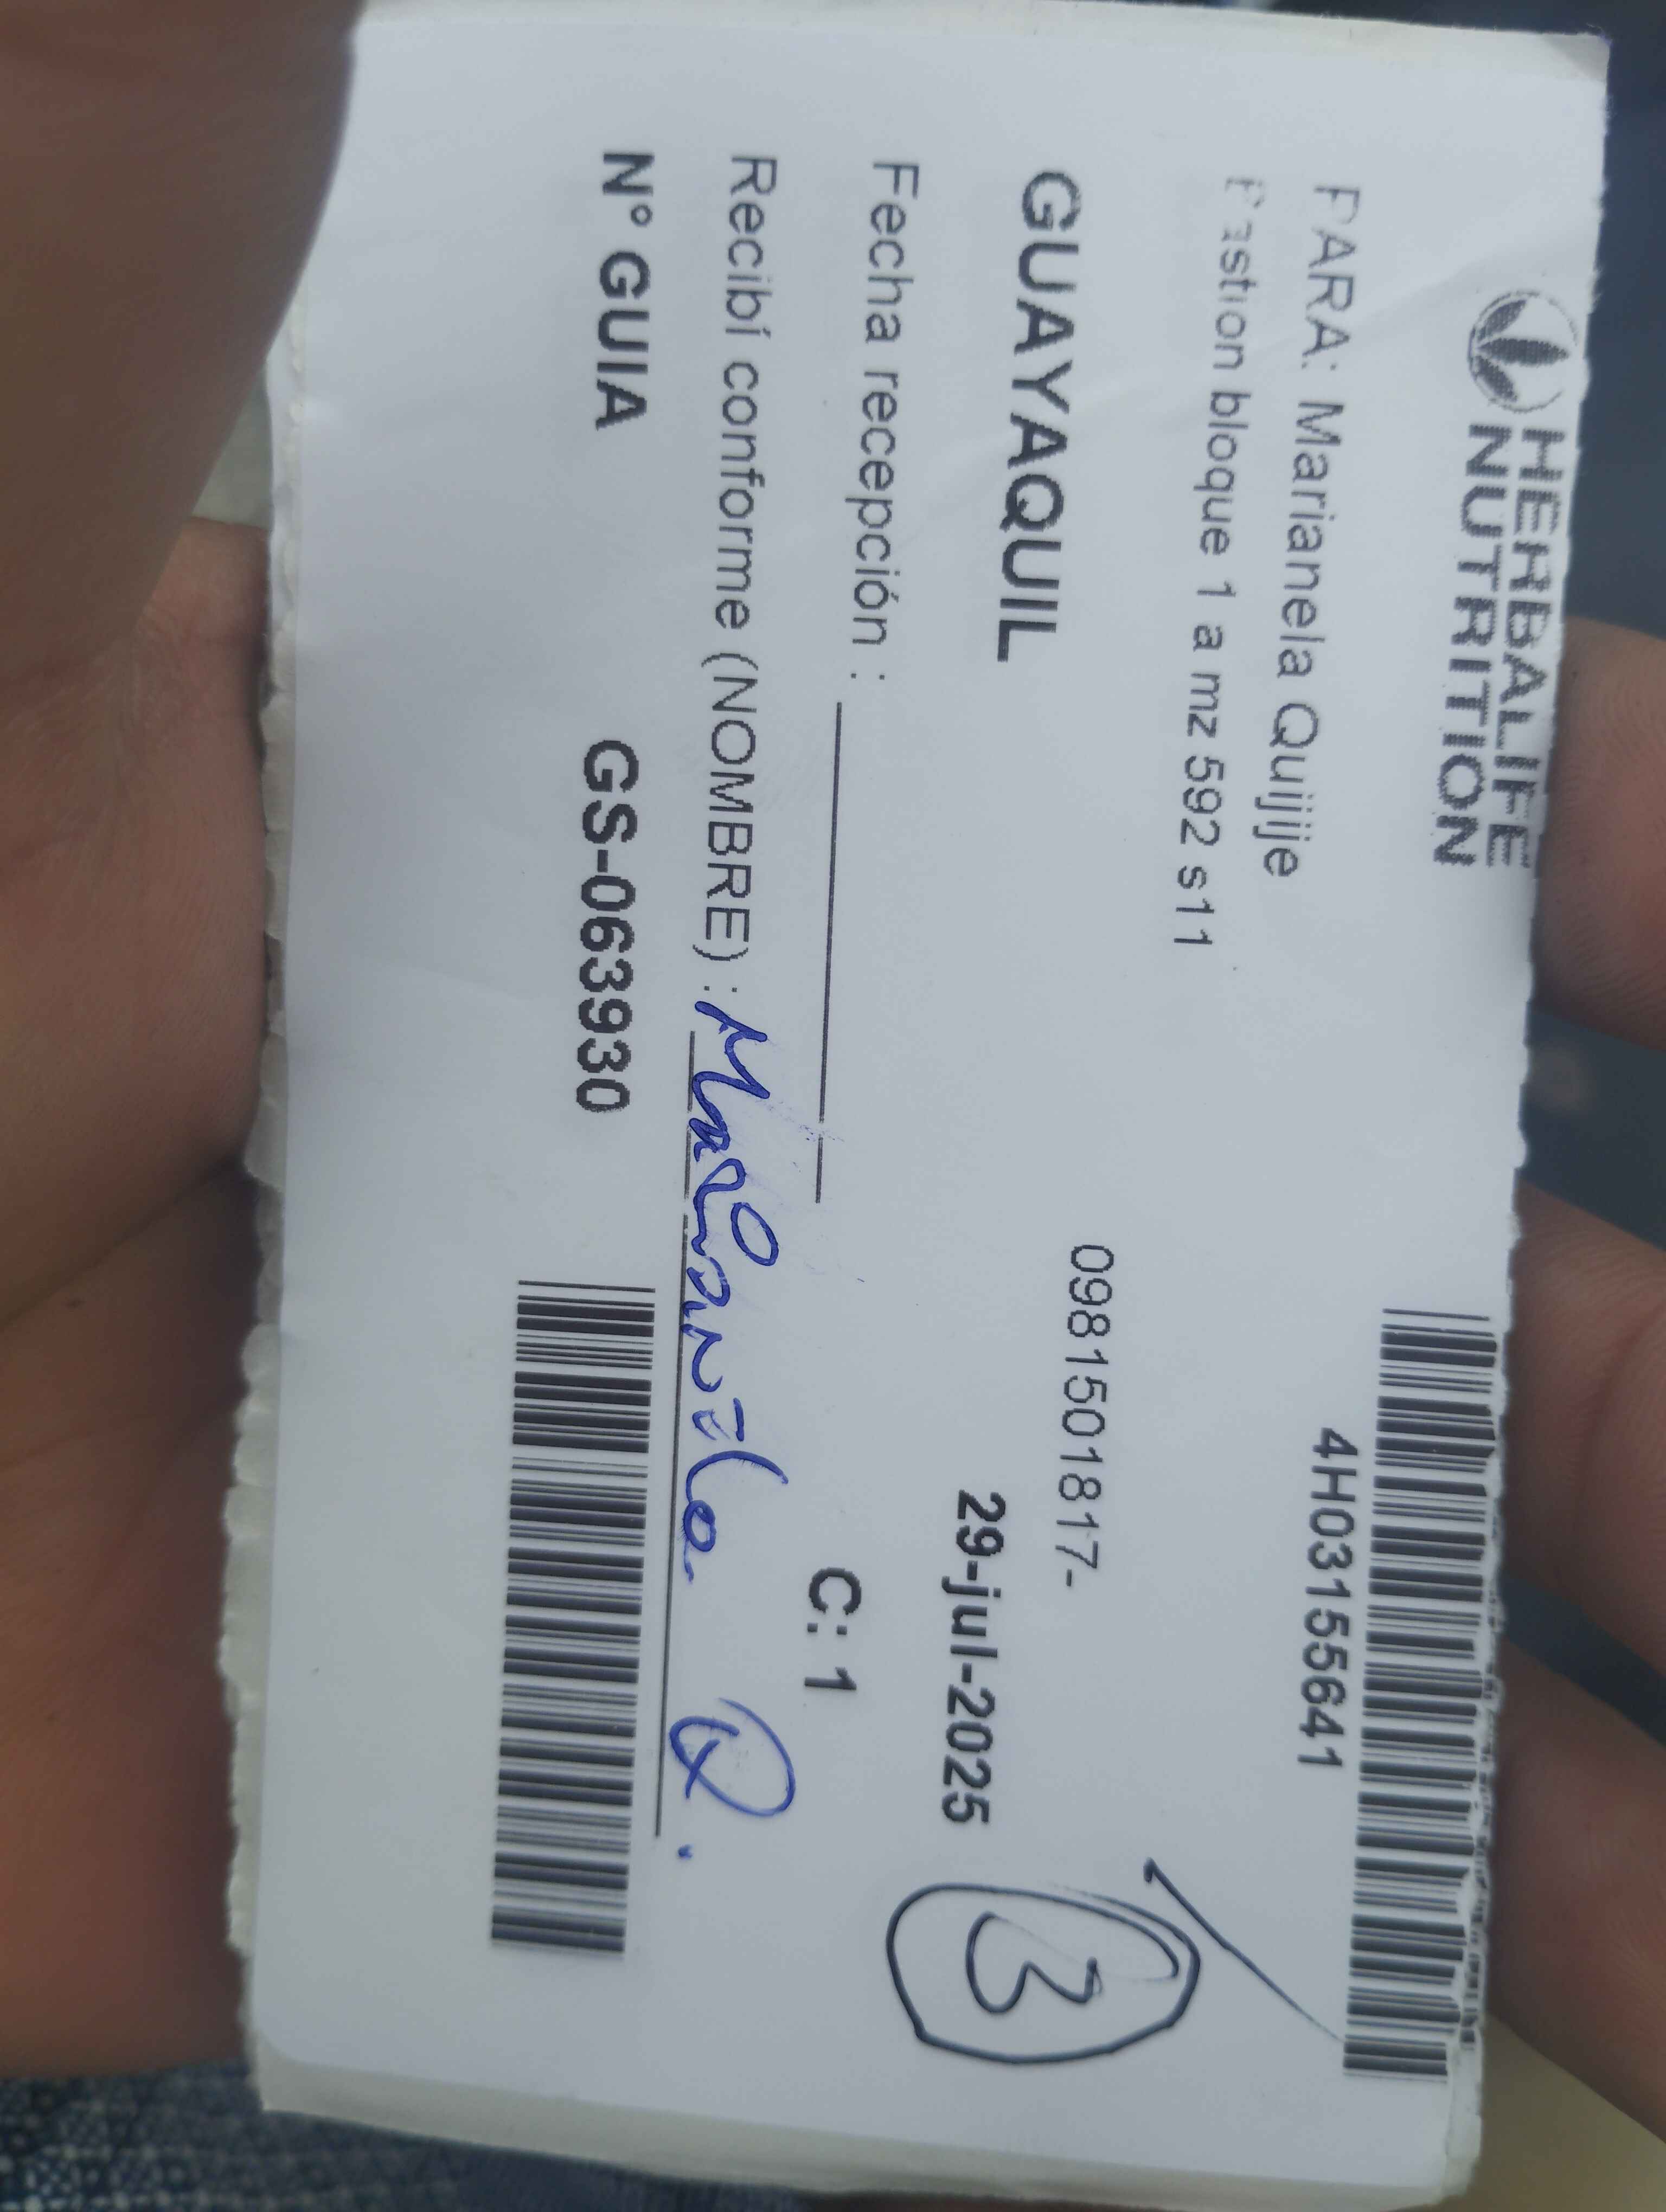 HERBALIFE
NUTRITION
4H03155641
PARA: Marianela Quijije
Pastion bloque 1 a mz 592 s11
0981501817-
GUAYAQUIL
29-jul-2025
3
Fecha recepción :
C: 1
Recibí conforme (NOMBRE) : Marianela Q.
N° GUIA GS-063930